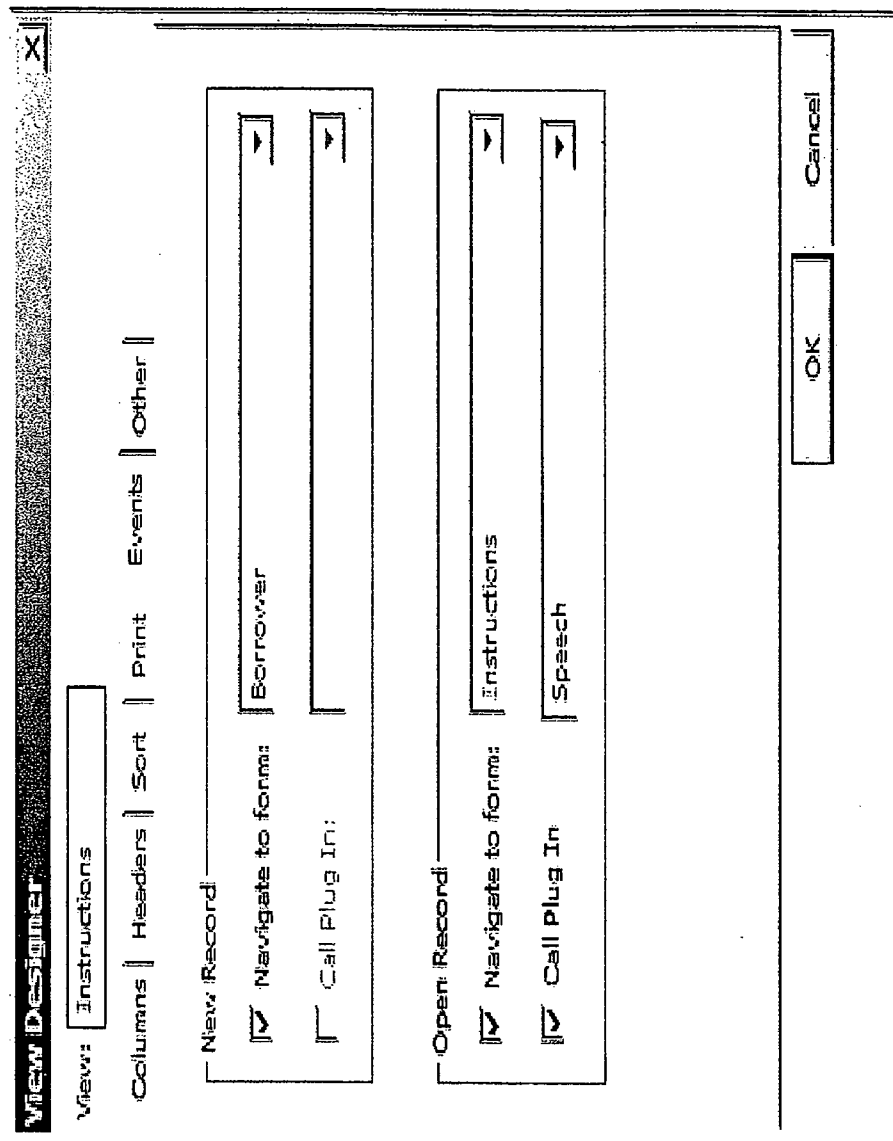 View Designer X
View: Instructions
Columns Headers Sort Print Events Other
New Record
Navigate to form: Borrower
Call Plug In:
Open Record
Navigate to form: Instructions
Call Plug In Speech
OK Cancel